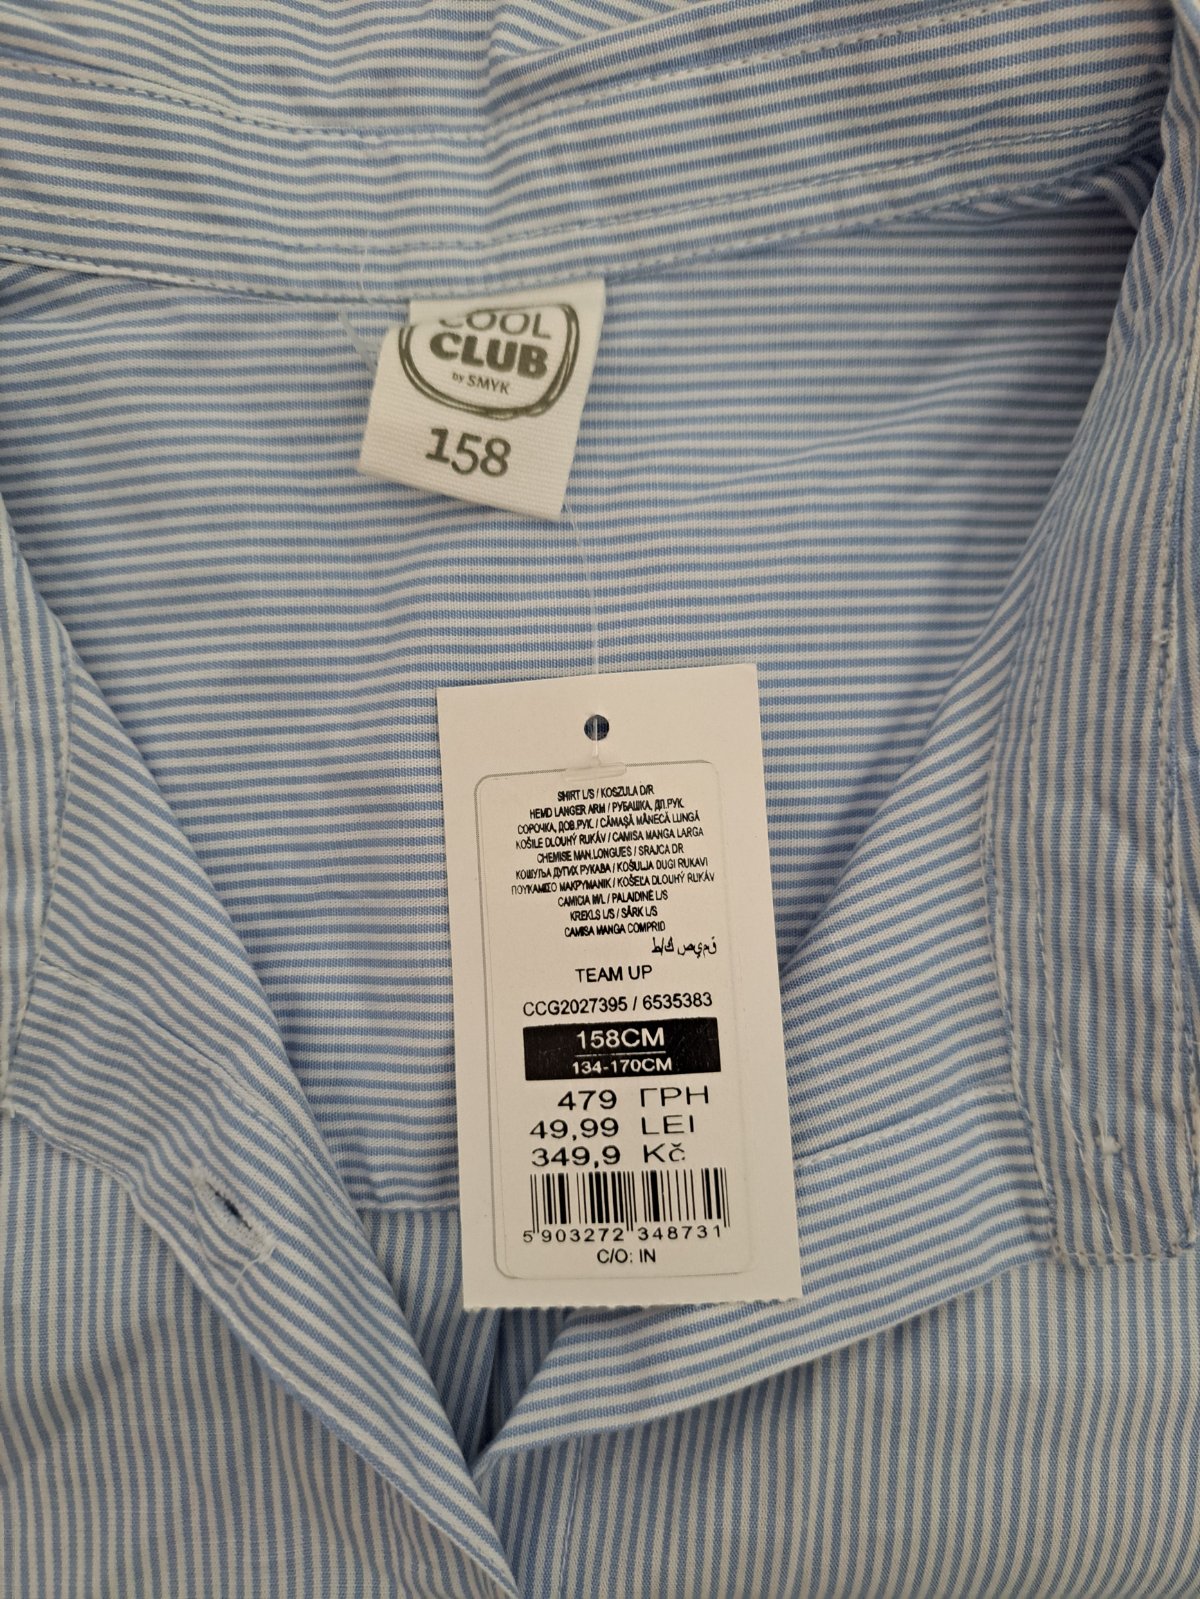 COOL
CLUB
by SMYK
158
SHIRT L/S / KOSZULA D/R
HEMD LANGER ARM / РУБАШКА, ДЛ.РУК.
СОРОЧКА, ДОВ.РУК. / CĂMAŞĂ MÂNECĂ LUNGĂ
KOŠILE DLOUHÝ RUKÁV / CAMISA MANGA LARGA
CHEMISE MAN.LONGUES / SRAJCA DR
КОШУЉА ДУГИХ РУКАВА / KOŠULJA DUGI RUKAVI
ΠΟΥΚΑΜΙΣΟ ΜΑΚΡΥΜΑΝΙΚ / KOŠEĽA DLOUHÝ RUKÁV
CAMICIA M/L / PALAIDINĖ L/S
KREKLS L/S / SÄRK L/S
CAMISA MANGA COMPRID
قميص ك/ط
TEAM UP
CCG2027395 / 6535383
158CM
134-170CM
479 ГРН
49,99 LEI
349,9 Kč
5 903272 348731
C/O: IN